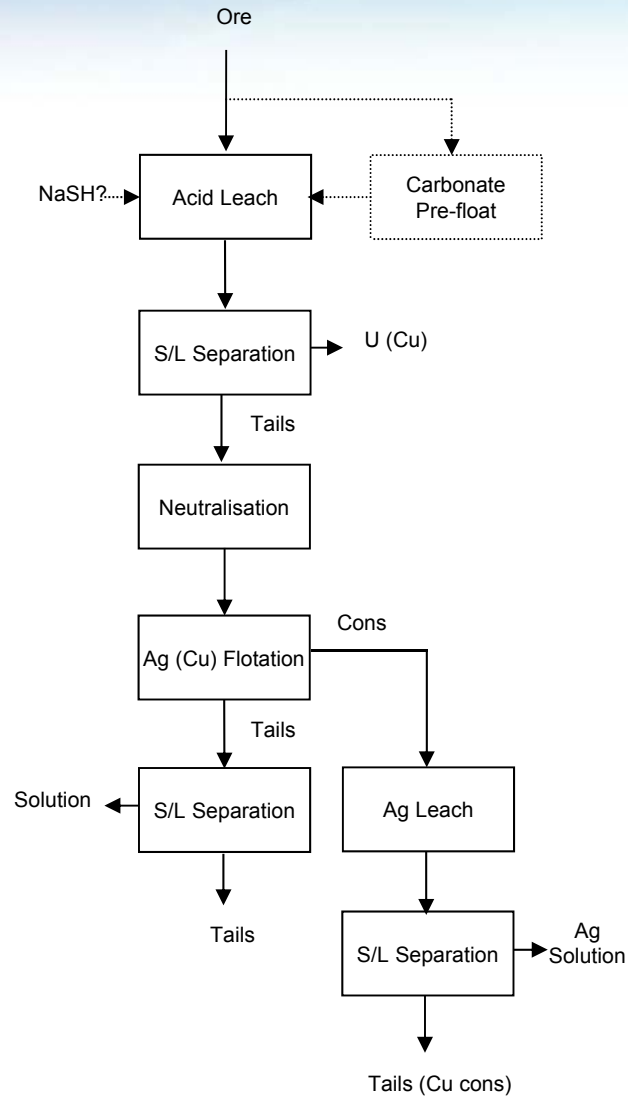 Ore
NaSH?
Acid Leach
Carbonate
Pre-float
S/L Separation
U (Cu)
Tails
Neutralisation
Ag (Cu) Flotation
Cons
Tails
Solution
S/L Separation
Ag Leach
Tails
S/L Separation
Ag
Solution
Tails (Cu cons)